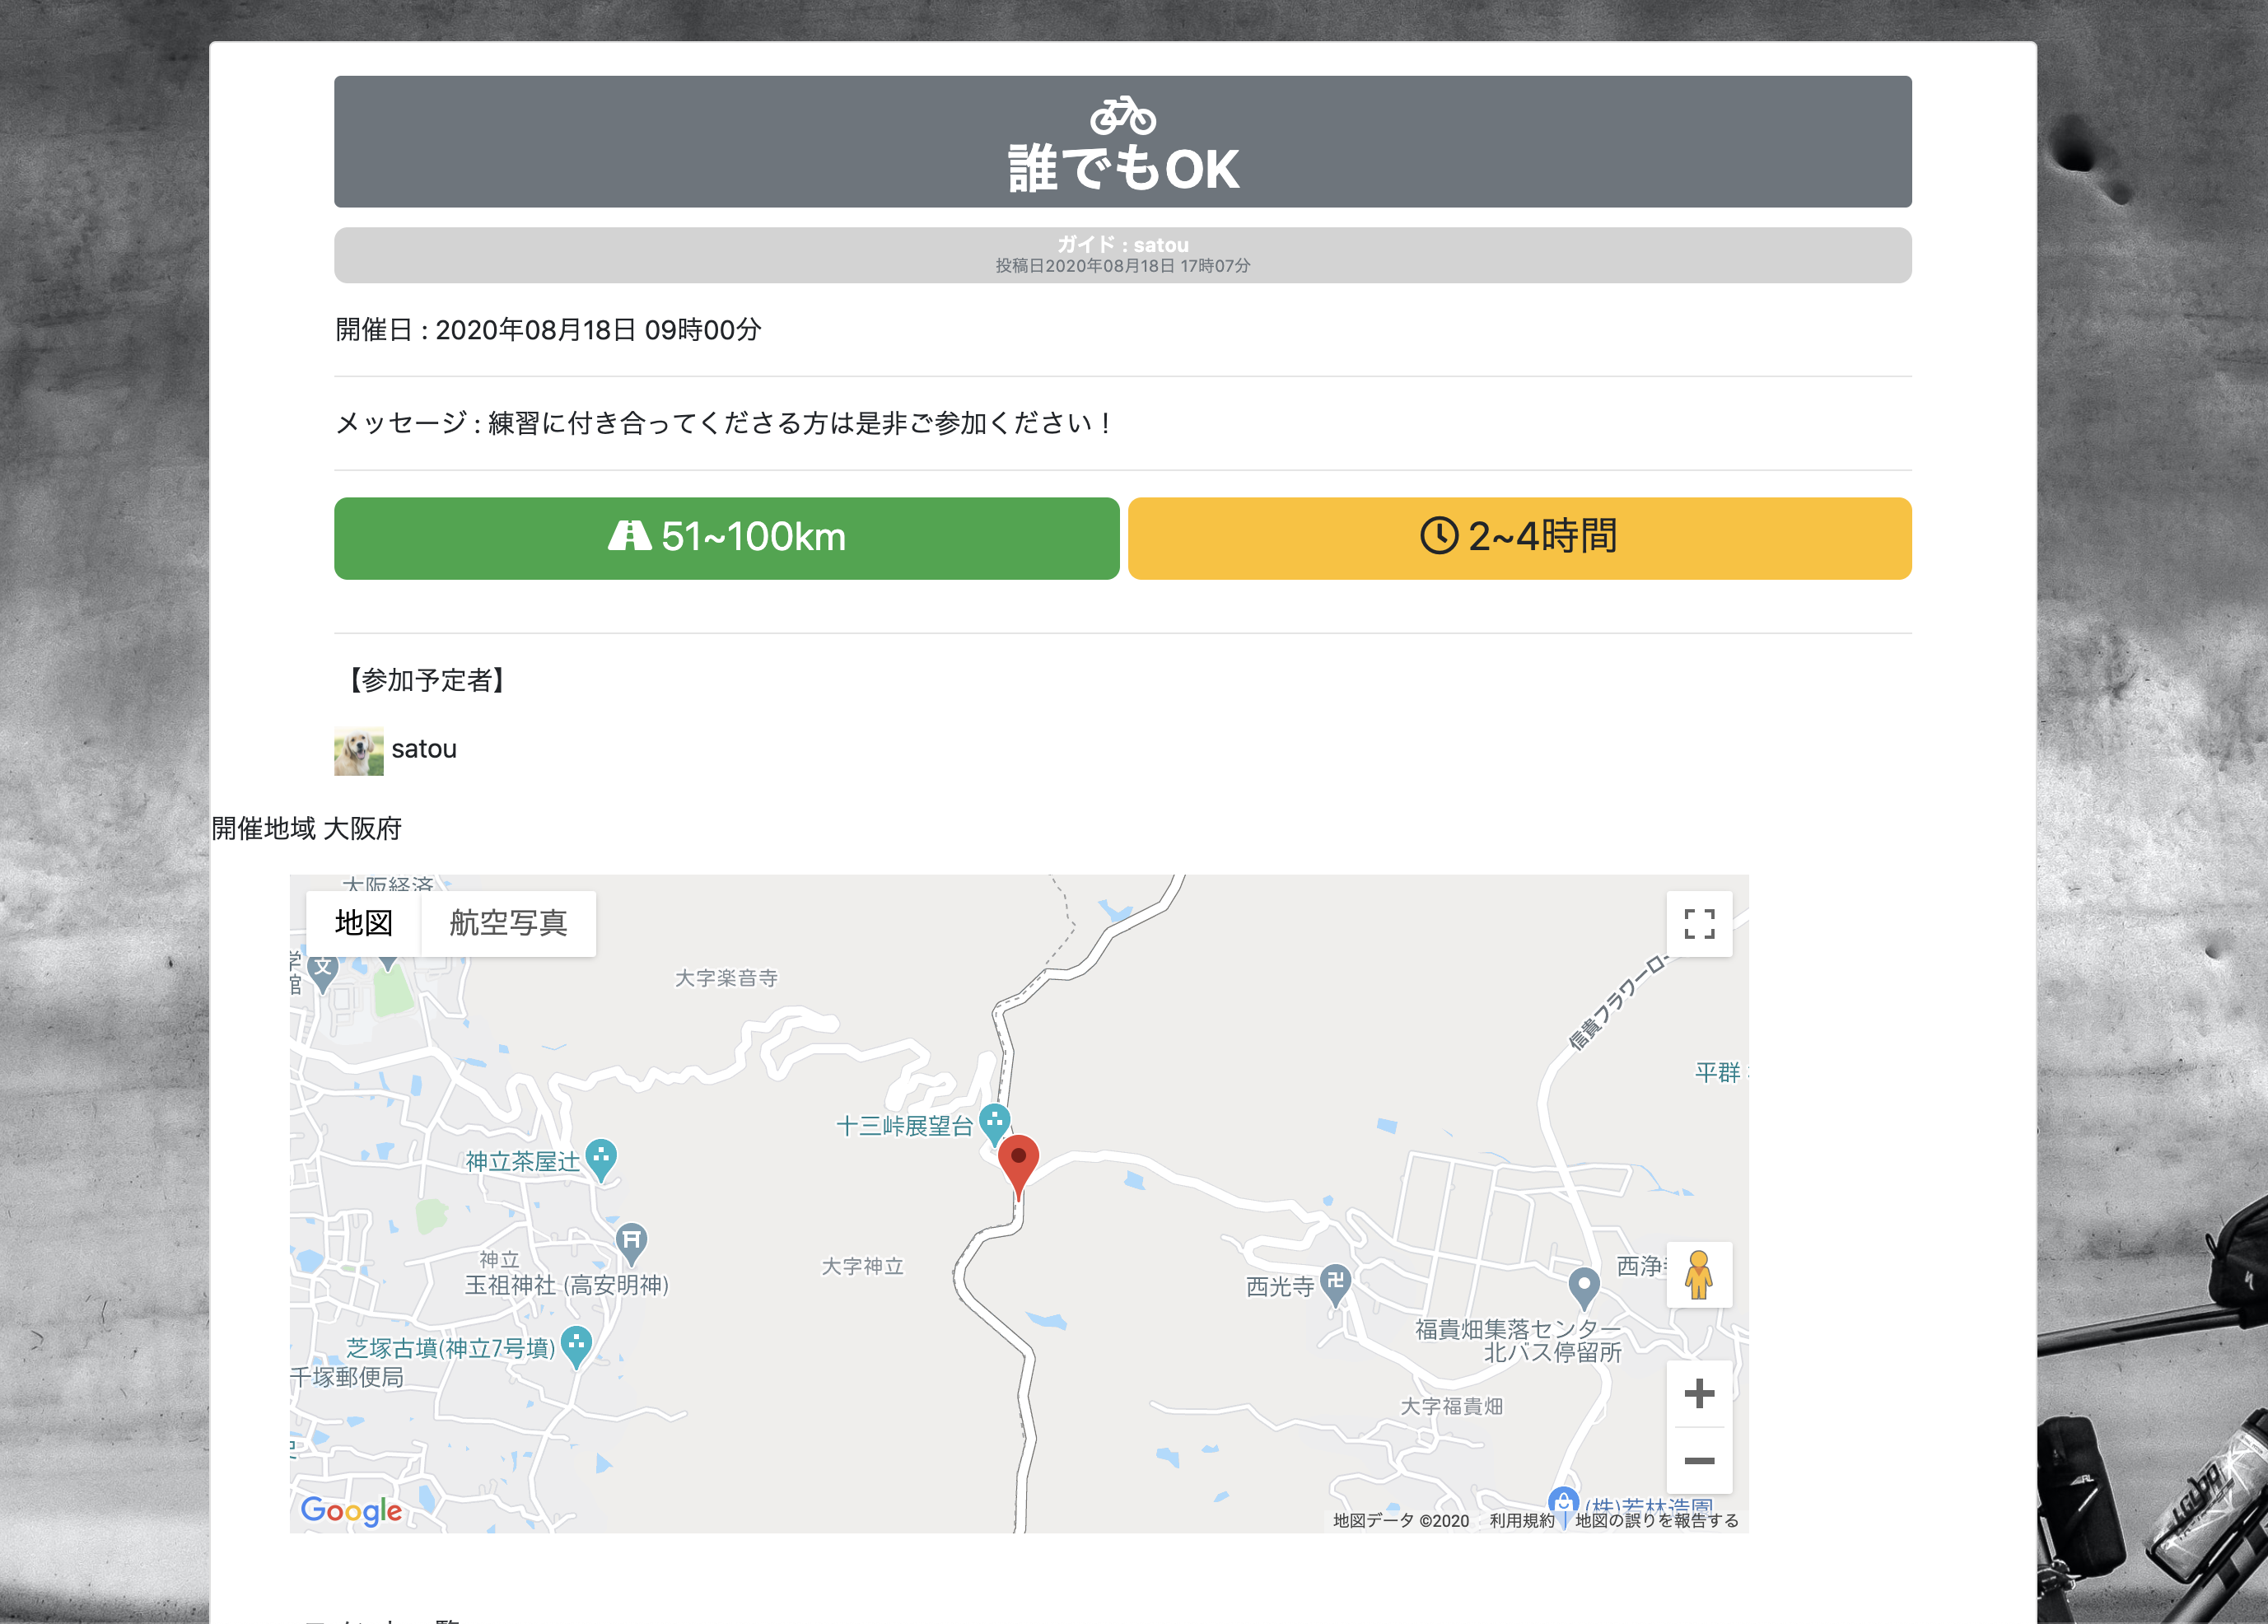 誰でもOK
ガイド : satou
投稿日2020年08月18日 17時07分
開催日 : 2020年08月18日 09時00分
メッセージ : 練習に付き合ってくださる方は是非ご参加ください！
51~100km
2~4時間
【参加予定者】
satou
開催地域 大阪府
大阪経済
地図
航空写真
文
大字楽音寺
信貴フラワーロー
平群
十三峠展望台
神立茶屋辻
神立
玉祖神社 (高安明神)
大字神立
西光寺
西浄
福貴畑集落センター
北バス停留所
芝塚古墳(神立7号墳)
千塚郵便局
大字福貴畑
(株)若林造園
Google
地図データ ©2020
利用規約
地図の誤りを報告する